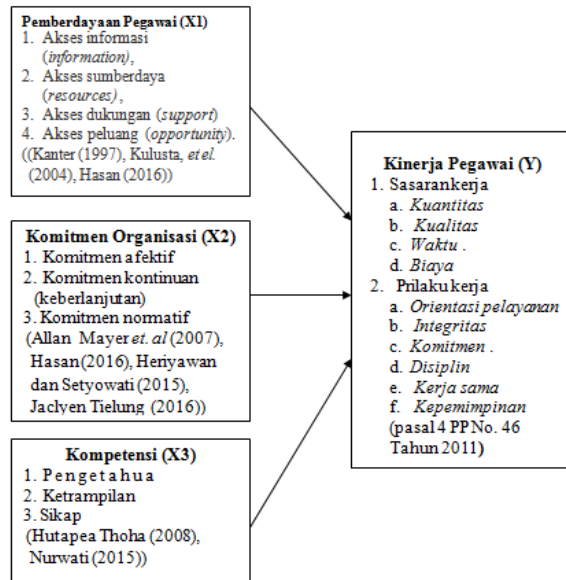 Pemberdayaan Pegawai (X1)
1. Akses informasi
(information),
2. Akses sumberdaya
(resources) ,
3. Akses dukungan (support)
4. Akses peluang (opportunity).
((Kanter (1997), Kulusta, et el.
(2004), Hasan (2016))
Komitmen Organisasi (X2)
1. Komitmen afektif
2. Komitmen kontinuan
(keberlanjutan)
3. Komitmen normatif
(Allan Mayer et. al (2007),
Hasan (2016), Heriyawan
dan Setyowati (2015),
Jaclyen Tielung (2016))
Kompetensi (X3)
1. Pengetahua
2. Ketrampilan
3. Sikap
(Hutapea Thoha (2008),
Nurwati (2015))
Kinerja Pegawai (Y)
1. Sasarankerja
a. Kuantitas
b. Kualitas
c. Waktu .
d. Biaya
2. Prilaku kerja
a. Orientasi pelayanan
b. Integritas
c. Komitmen .
d. Disiplin
e. Kerja sama
f. Kepemimpinan
(pasal 4 PP No. 46
Tahun 2011)